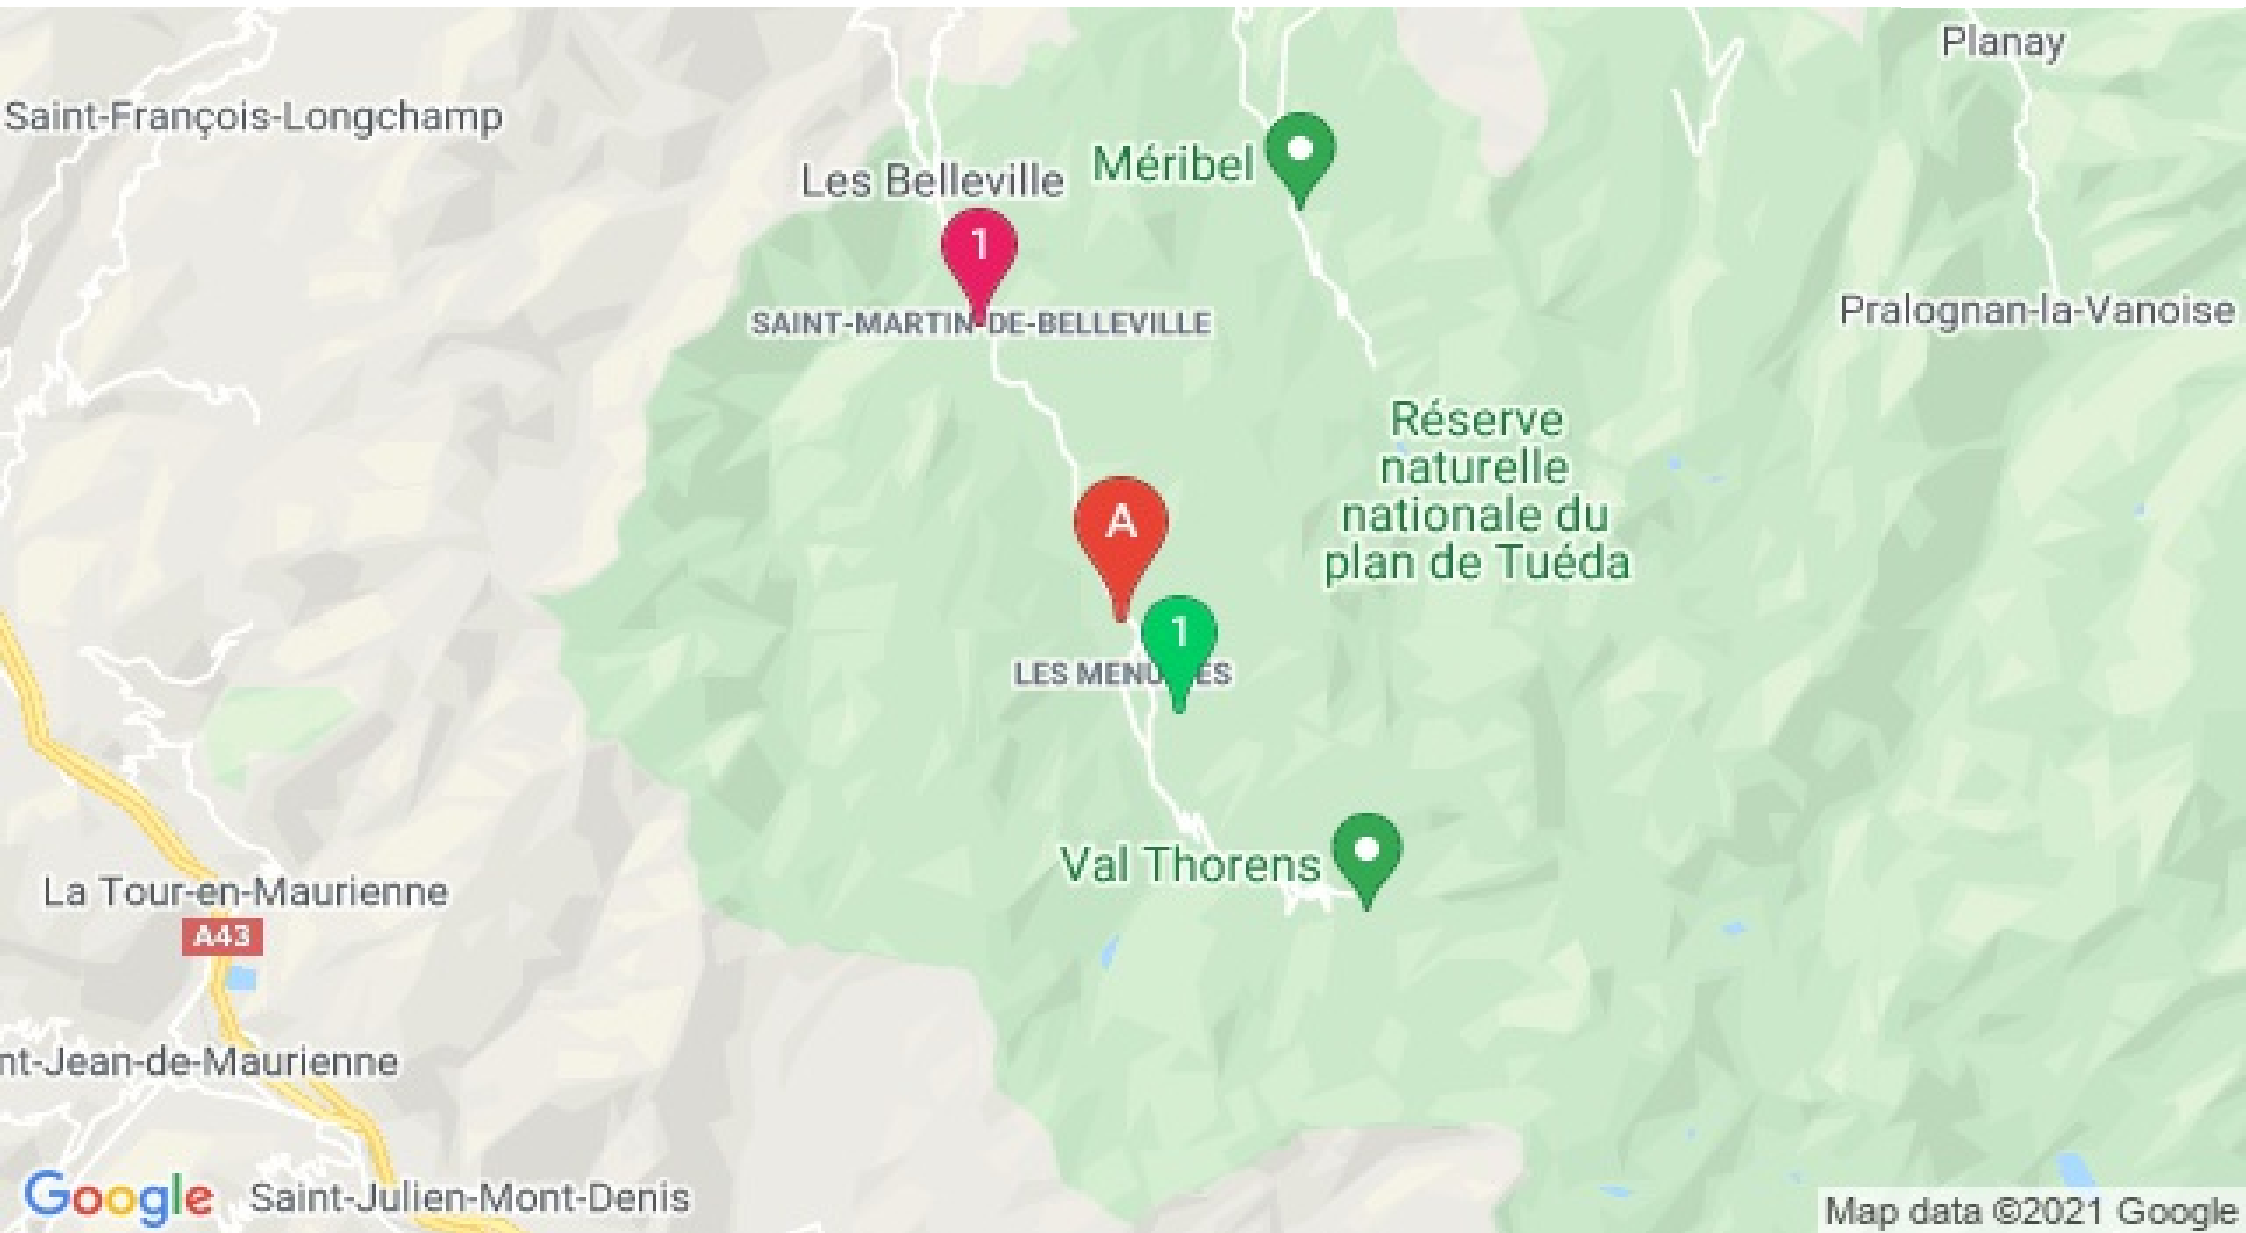 Planay
Saint-François-Longchamp
Méribel
Les Belleville
1
Pralognan-la-Vanoise
SAINT-MARTIN-DE-BELLEVILLE
Réserve
naturelle
nationale du
plan de Tuéda
A
1
Val Thorens
La Tour-en-Maurienne
A43
nt-Jean-de-Maurienne
Google
Saint-Julien-Mont-Denis
Map data ©2021 Google